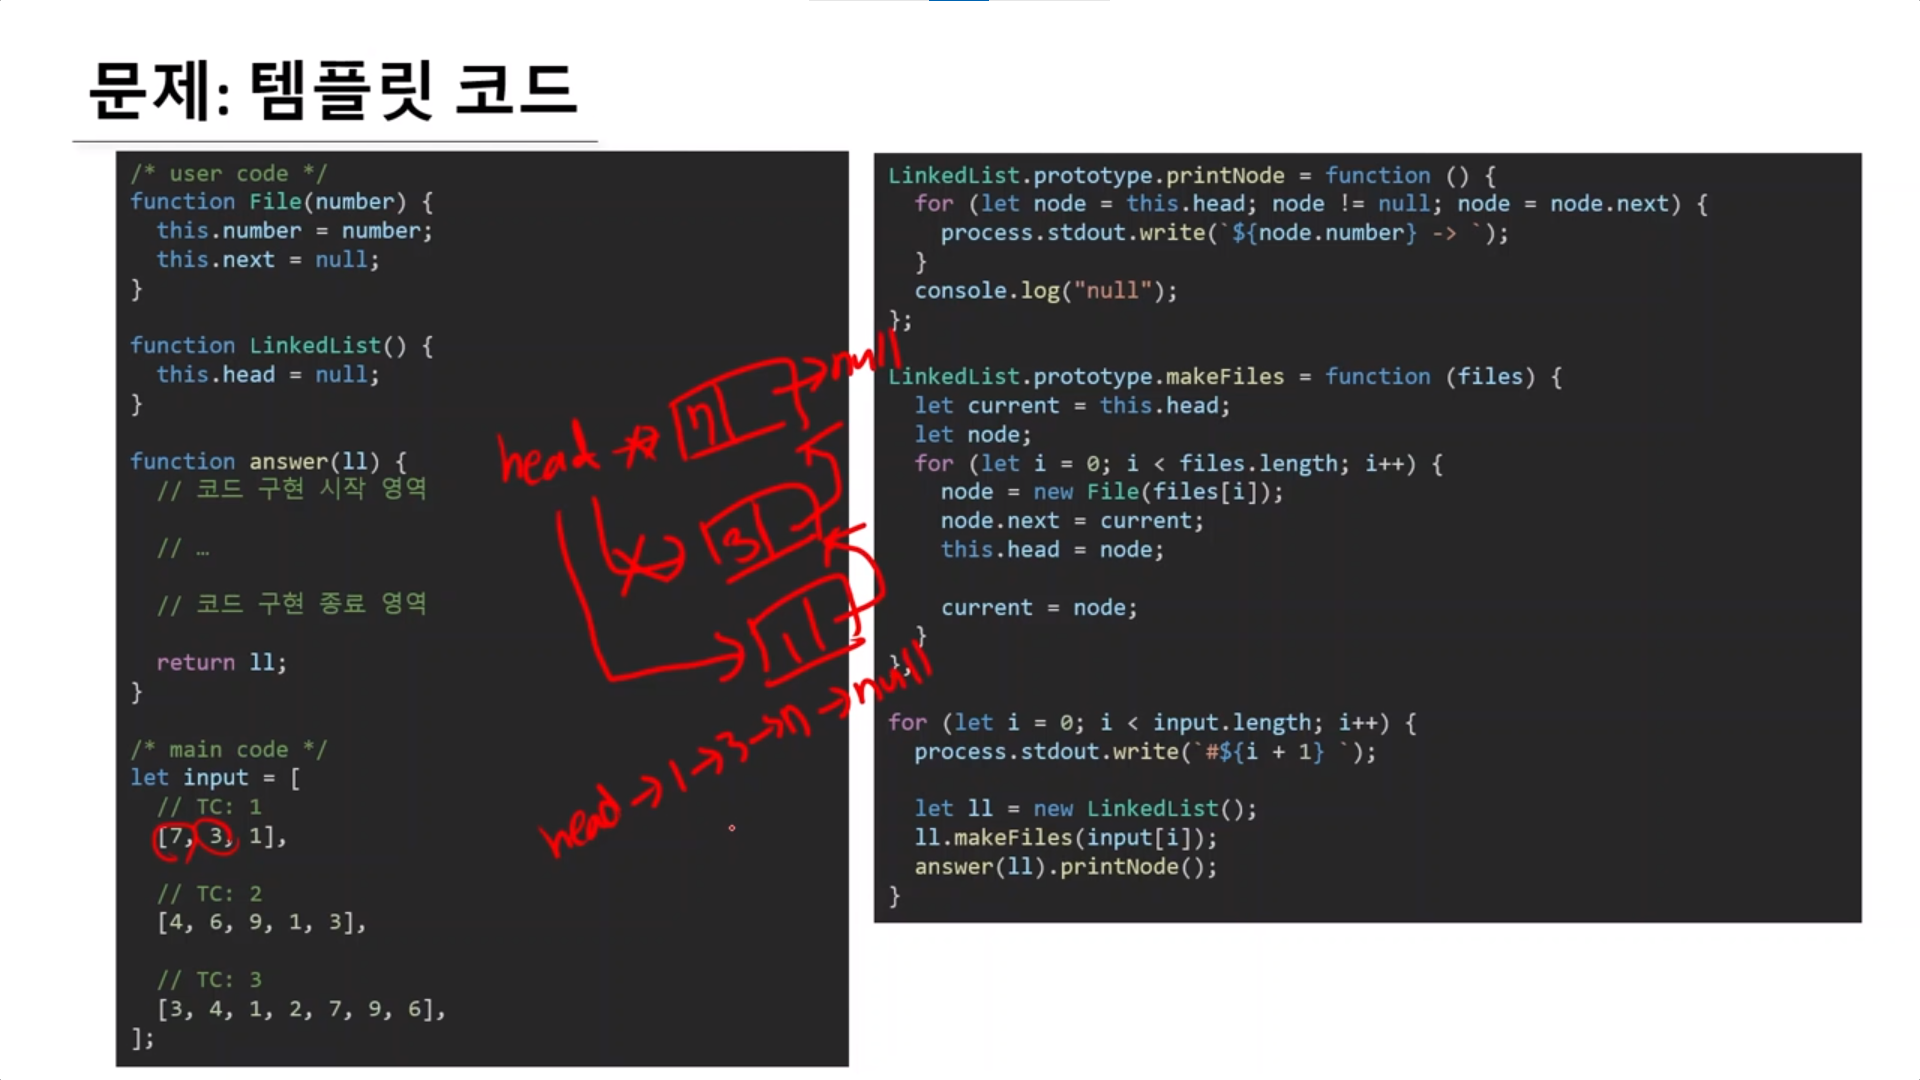 문제: 템플릿 코드
/* user code */
function File(number) {
  this.number = number;
  this.next = null;
}
function LinkedList() {
  this.head = null;
}
function answer(ll) {
  // 코드 구현 시작 영역
  // …
  // 코드 구현 종료 영역
  return ll;
}
/* main code */
let input = [
  // TC: 1
  [7, 3, 1],
  // TC: 2
  [4, 6, 9, 1, 3],
  // TC: 3
  [3, 4, 1, 2, 7, 9, 6],
];
head → 7 → null
3
1
head → 1 → 3 → 7 → null
LinkedList.prototype.printNode = function () {
  for (let node = this.head; node != null; node = node.next) {
    process.stdout.write(`${node.number} -> `);
  }
  console.log("null");
};
LinkedList.prototype.makeFiles = function (files) {
  let current = this.head;
  let node;
  for (let i = 0; i < files.length; i++) {
    node = new File(files[i]);
    node.next = current;
    this.head = node;
    current = node;
  }
};
for (let i = 0; i < input.length; i++) {
  process.stdout.write(`#${i + 1} `);
  let ll = new LinkedList();
  ll.makeFiles(input[i]);
  answer(ll).printNode();
}